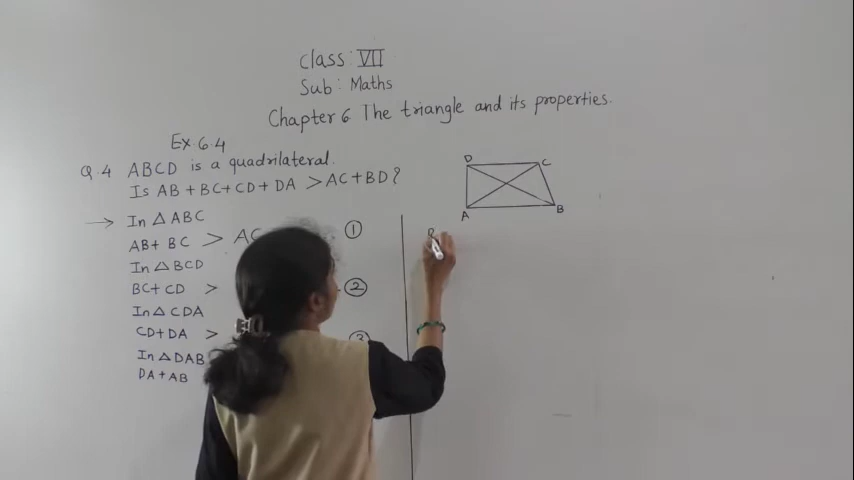 Class : VII
Sub : Maths
Chapter 6 The triangle and its properties.
Ex. 6.4
Q.4 ABCD is a quadrilateral.
Is AB + BC + CD + DA > AC + BD ?
→ In △ ABC
AB + BC > AC ①
In △ BCD
BC + CD > ②
In △ CDA
CD + DA > ③
In △ DAB
DA + AB
D C
A B